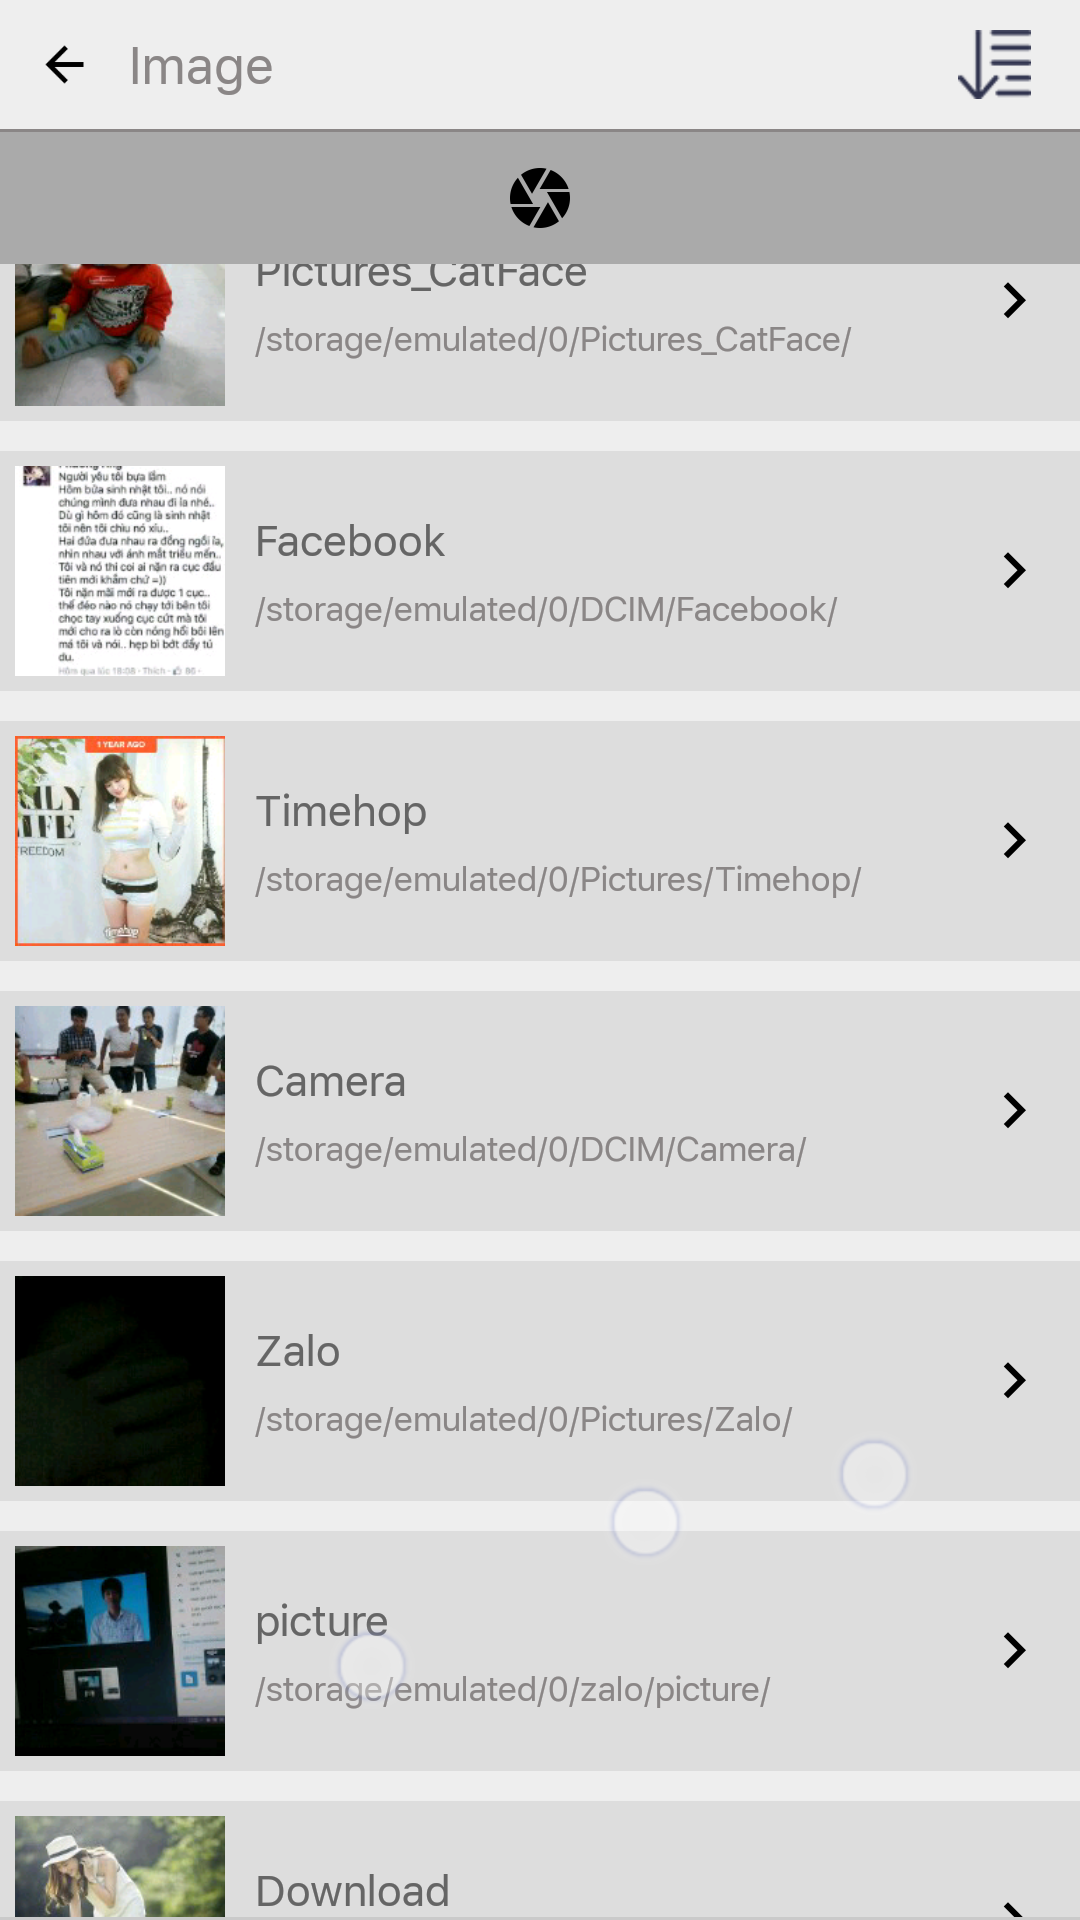 Image
Pictures_CatFace
/storage/emulated/0/Pictures_CatFace/
Người yêu tôi bựa lắm
Hôm bữa sinh nhật tôi.. nó nói
chúng mình đưa nhau đi ỉa nhé..
Dù gì hôm đó cũng là sinh nhật
tôi nên tôi chiu nó xíu..
Hai đứa đưa nhau ra đồng ngồi ỉa,
nhìn nhau với ánh mắt triều mến..
Tôi và nó thi coi ai nặn ra cục đầu
tiên mới khẳm chứ =))
Tôi nặn mãi mới ra được 1 cục..
thế đéo nào nó chạy tới bên tôi
chọc tay xuống cục cứt mà tôi
mới cho ra lò còn nóng hổi bôi lên
má tôi và nói.. hẹp bì bớt đấy tủ
du.
Hôm qua lúc 18:08 · Thích · 86 ·
Facebook
/storage/emulated/0/DCIM/Facebook/
1 YEAR AGO
REEDOM
timehop
Timehop
/storage/emulated/0/Pictures/Timehop/
Camera
/storage/emulated/0/DCIM/Camera/
Zalo
/storage/emulated/0/Pictures/Zalo/
picture
/storage/emulated/0/zalo/picture/
Download